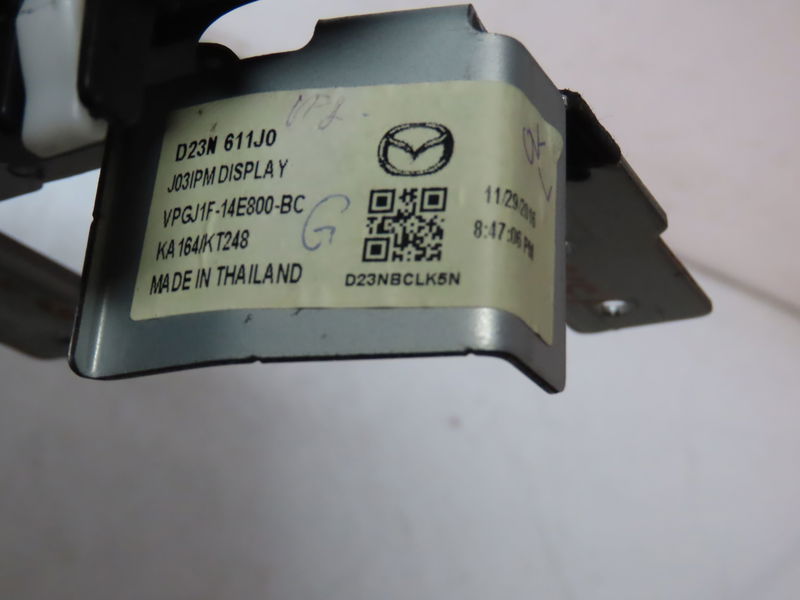 D23N 611J0
J03IPM DISPLAY
VPGJ1F-14E800-BC
KA164/KT248
MADE IN THAILAND
G
D23NBCLK5N
11/29/2016
8:47:06 PM